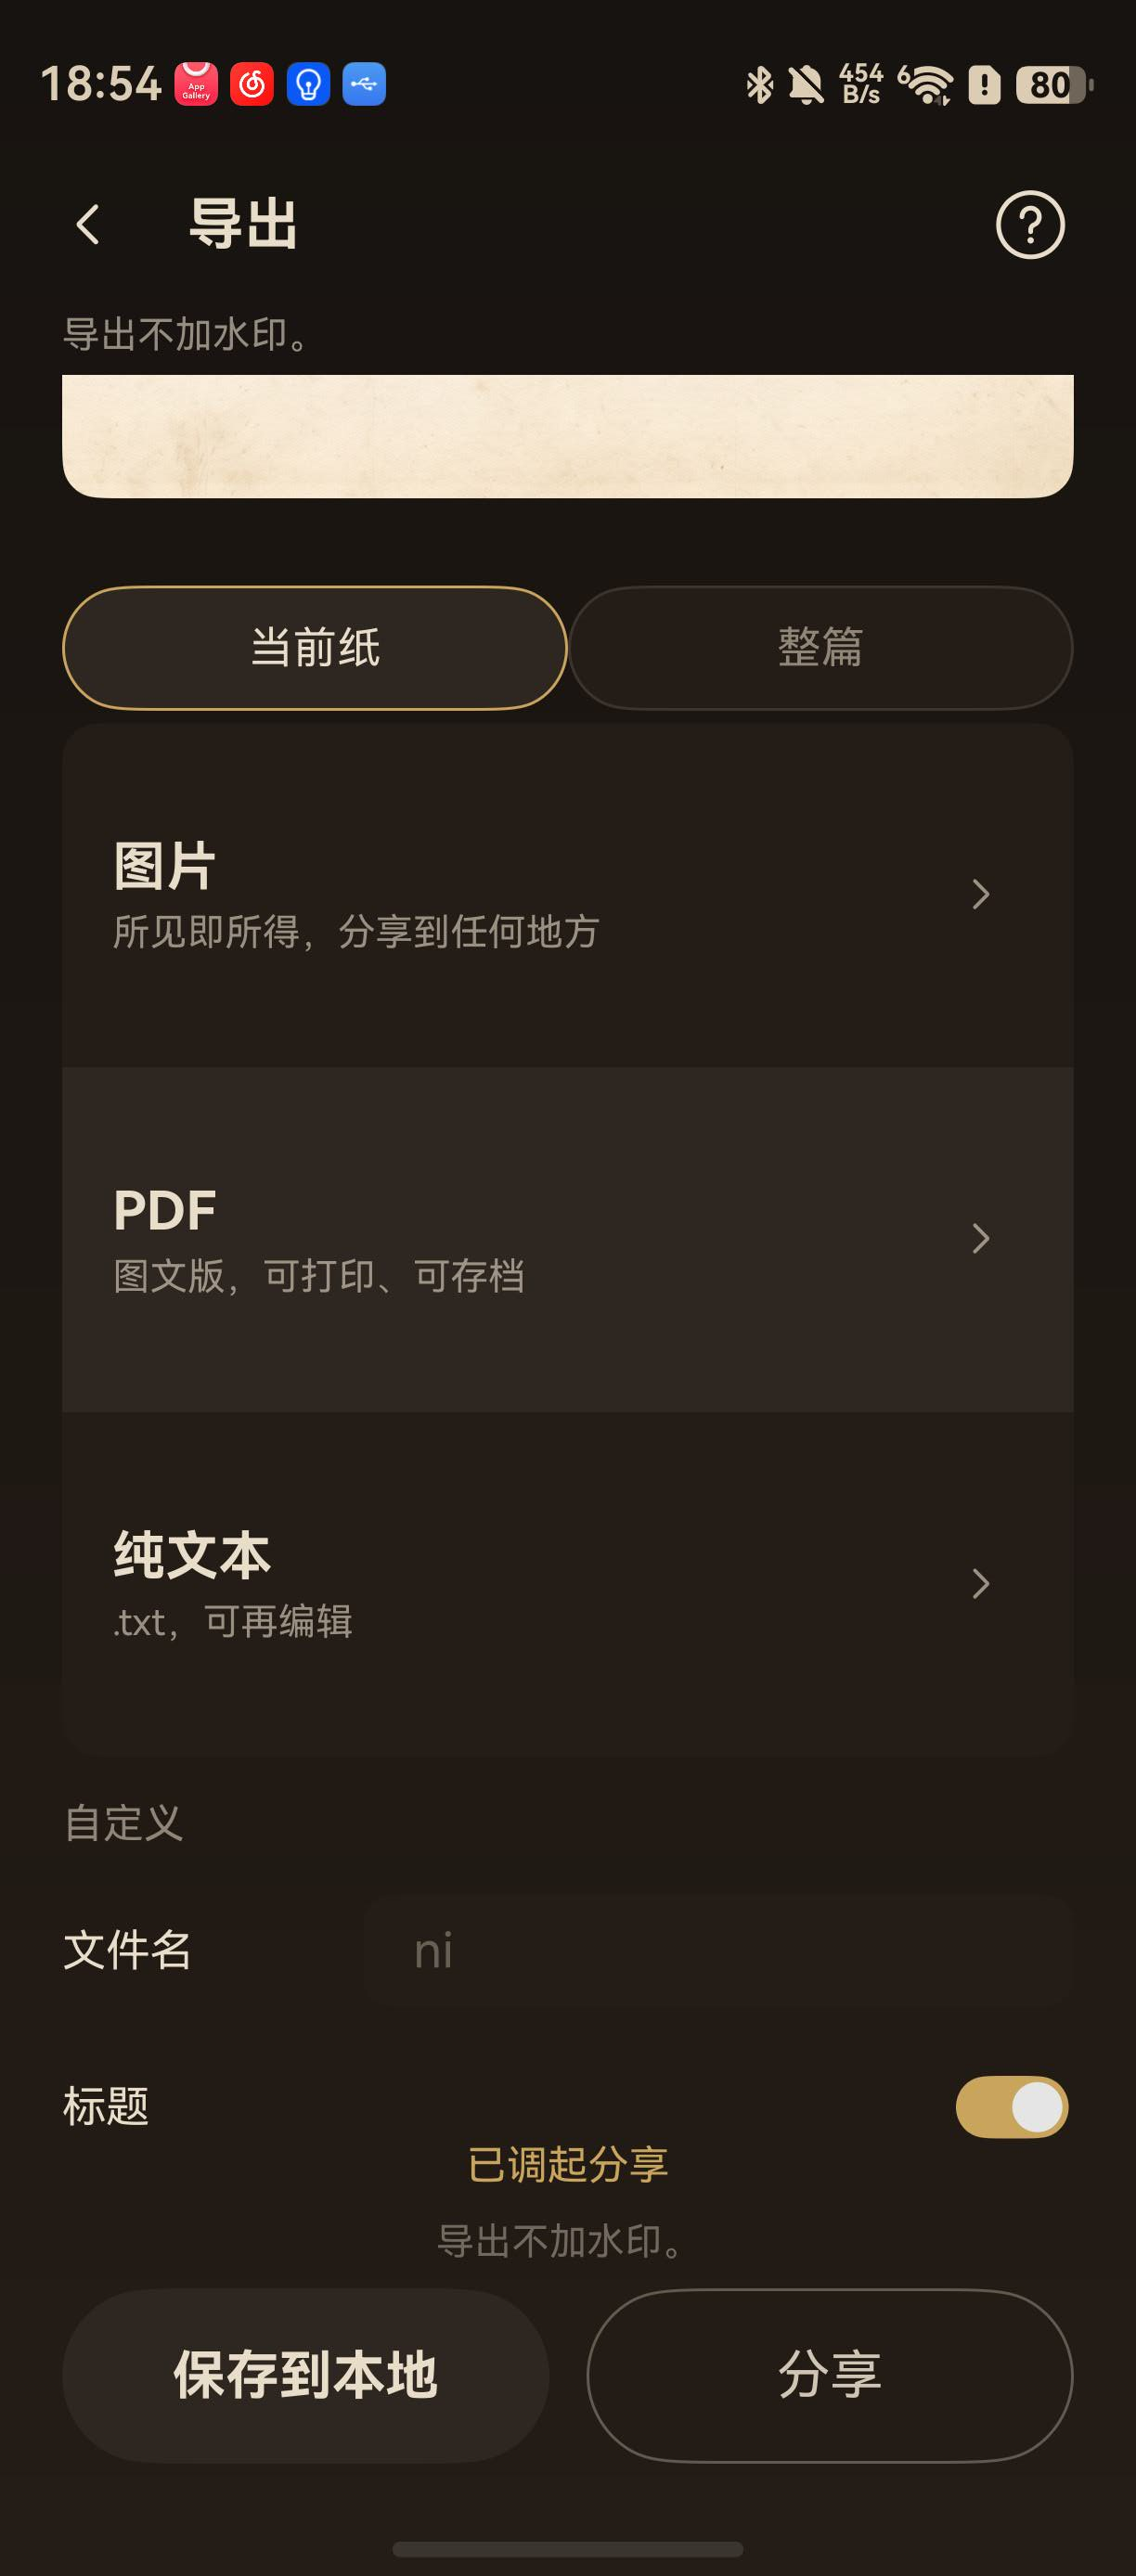 18:54
App Gallery
454 B/s
6
80
导出
导出不加水印。
当前纸
整篇
图片
所见即所得，分享到任何地方
PDF
图文版，可打印、可存档
纯文本
.txt，可再编辑
自定义
文件名
ni
标题
已调起分享
导出不加水印。
保存到本地
分享